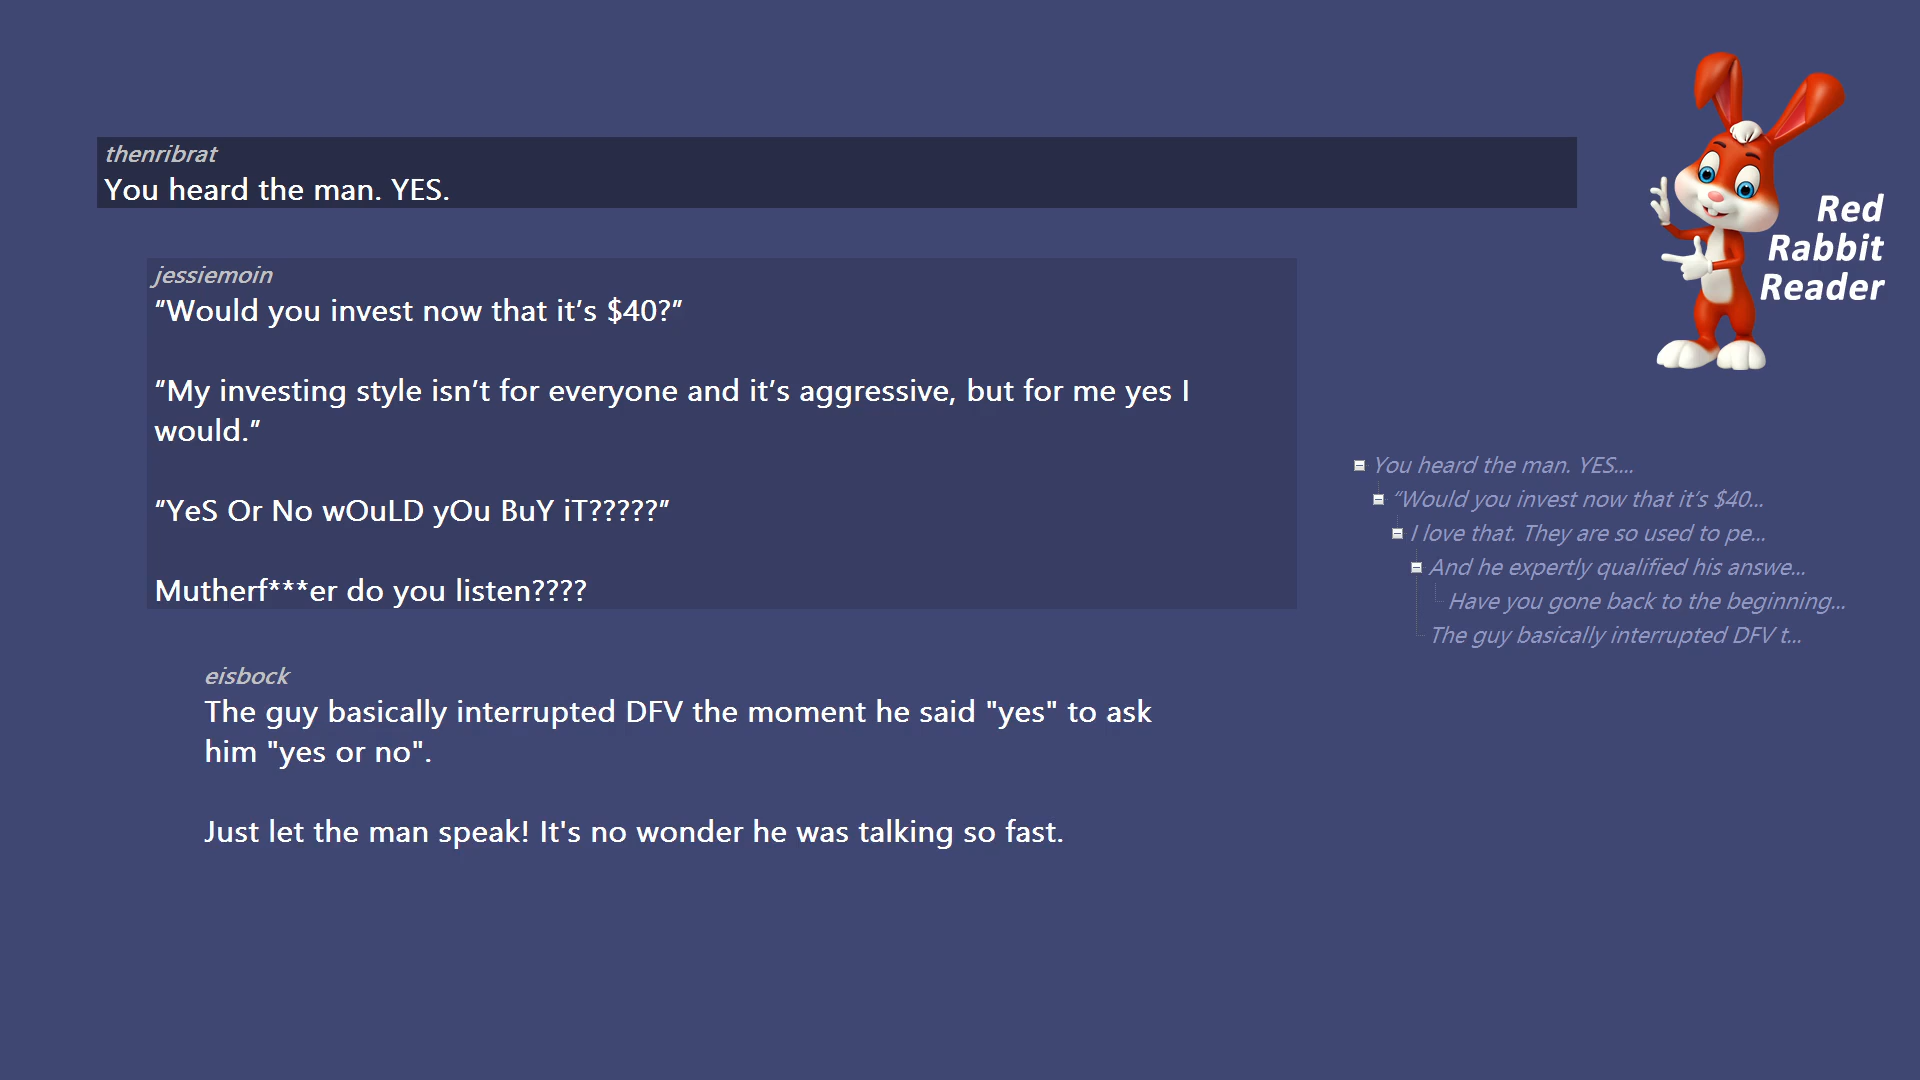 thenribrat
You heard the man. YES.
jessiemoin
“Would you invest now that it’s $40?”
“My investing style isn’t for everyone and it’s aggressive, but for me yes I
would.”
“YeS Or No wOuLD yOu BuY iT?????”
Mutherf***er do you listen????
eisbock
The guy basically interrupted DFV the moment he said "yes" to ask
him "yes or no".
Just let the man speak! It's no wonder he was talking so fast.
Red
Rabbit
Reader
You heard the man. YES....
“Would you invest now that it’s $40...
I love that. They are so used to pe...
And he expertly qualified his answe...
Have you gone back to the beginning...
The guy basically interrupted DFV t...